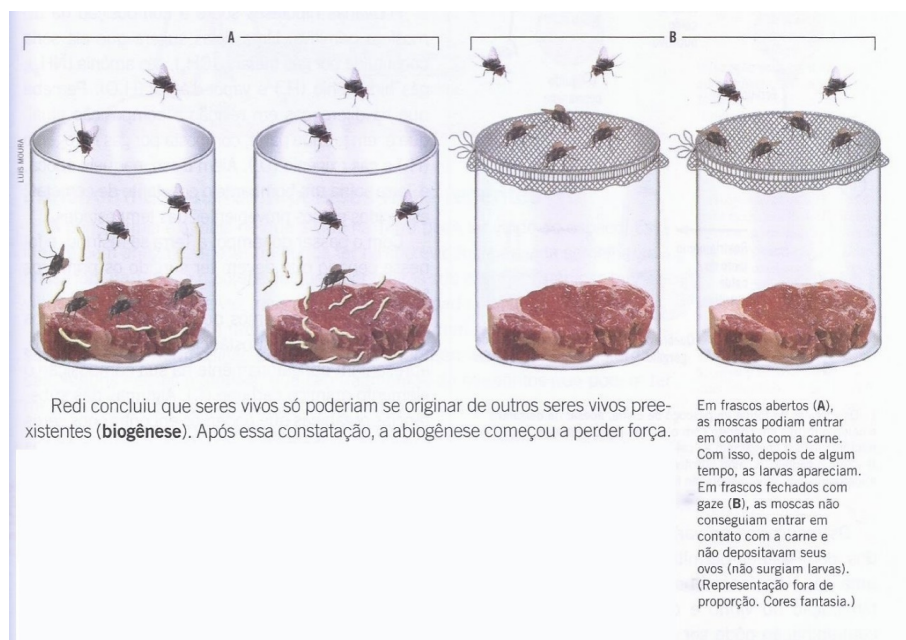 A
B
LUIS MOURA
Redi concluiu que seres vivos só poderiam se originar de outros seres vivos pree-
xistentes (biogênese). Após essa constatação, a abiogênese começou a perder força.
Em frascos abertos (A),
as moscas podiam entrar
em contato com a carne.
Com isso, depois de algum
tempo, as larvas apareciam.
Em frascos fechados com
gaze (B), as moscas não
conseguiam entrar em
contato com a carne e
não depositavam seus
ovos (não surgiam larvas).
(Representação fora de
proporção. Cores fantasia.)